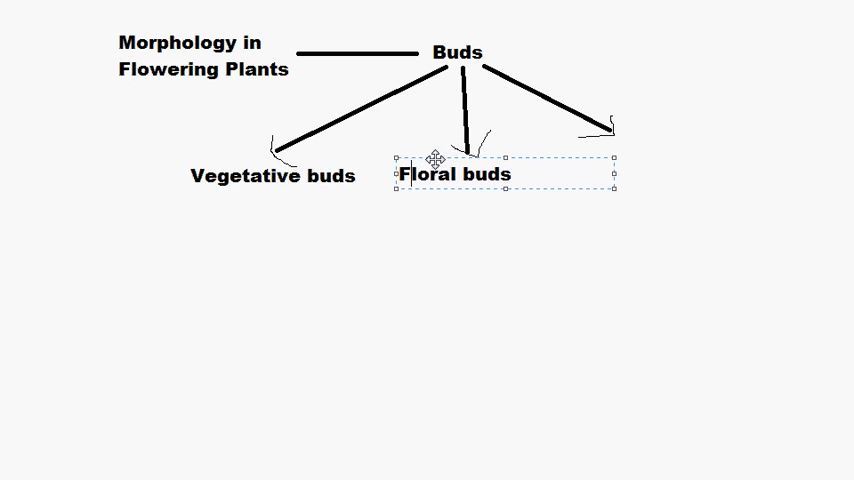 Morphology in
Flowering Plants
Buds
Vegetative buds
Floral buds